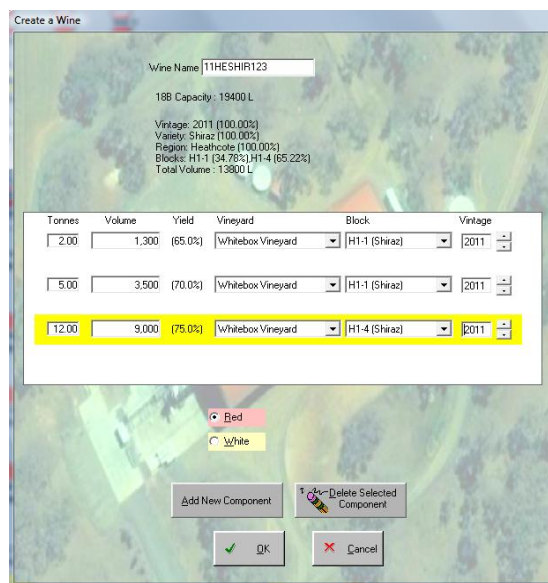 Create a Wine
Wine Name 11HESHIR123
18B Capacity : 19400 L
Vintage: 2011 (100.00%)
Variety: Shiraz (100.00%)
Region: Heathcote (100.00%)
Blocks: H1-1 (34.78%),H1-4 (65.22%)
Total Volume : 13800 L
Tonnes Volume Yield Vineyard Block Vintage
2.00 1,300 (65.0%) Whitebox Vineyard H1-1 (Shiraz) 2011
5.00 3,500 (70.0%) Whitebox Vineyard H1-1 (Shiraz) 2011
12.00 9,000 (75.0%) Whitebox Vineyard H1-4 (Shiraz) 2011
Red
White
Add New Component
Delete Selected
Component
OK
Cancel